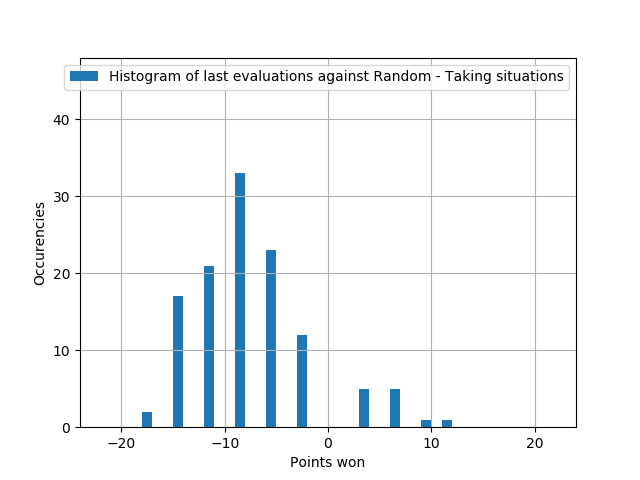 Histogram of last evaluations against Random - Taking situations
40
30
20
10
0
Occurencies
−20 −10 0 10 20
Points won